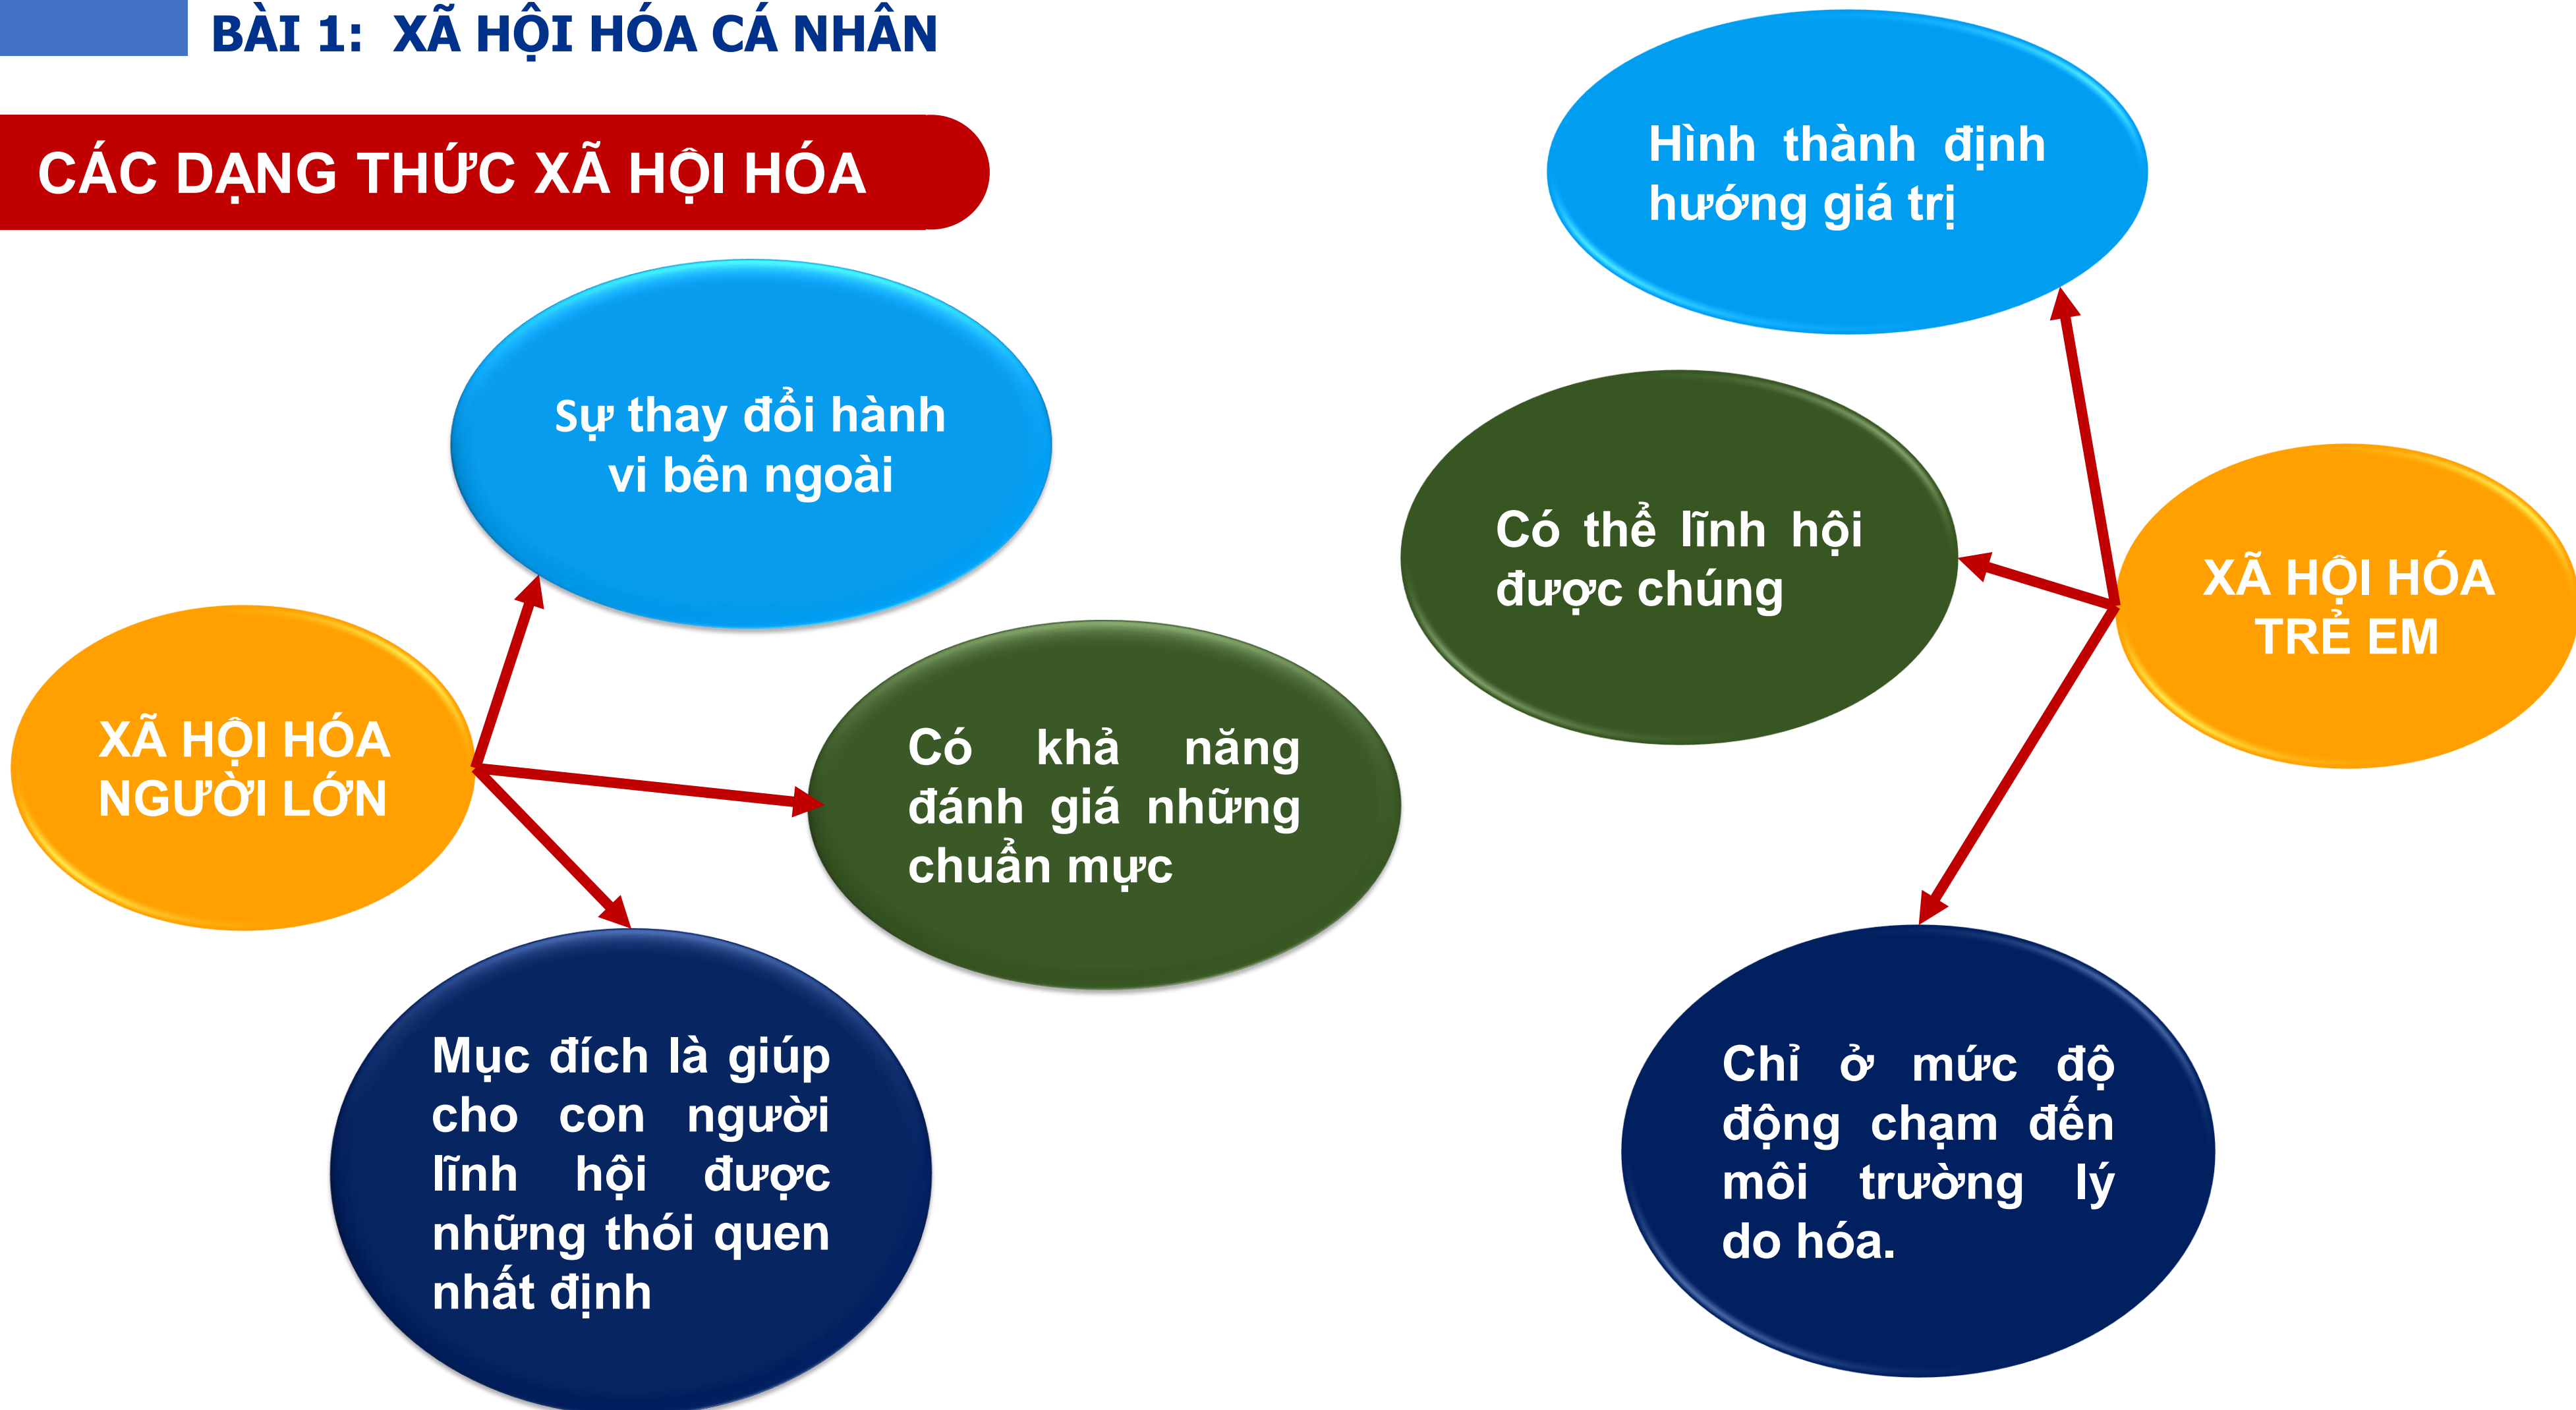 BÀI 1: XÃ HỘI HÓA CÁ NHÂN
CÁC DẠNG THỨC XÃ HỘI HÓA
XÃ HỘI HÓA
NGƯỜI LỚN
Sự thay đổi hành
vi bên ngoài
Có khả năng
đánh giá những
chuẩn mực
Mục đích là giúp
cho con người
lĩnh hội được
những thói quen
nhất định
XÃ HỘI HÓA
TRẺ EM
Hình thành định
hướng giá trị
Có thể lĩnh hội
được chúng
Chỉ ở mức độ
động chạm đến
môi trường lý
do hóa.